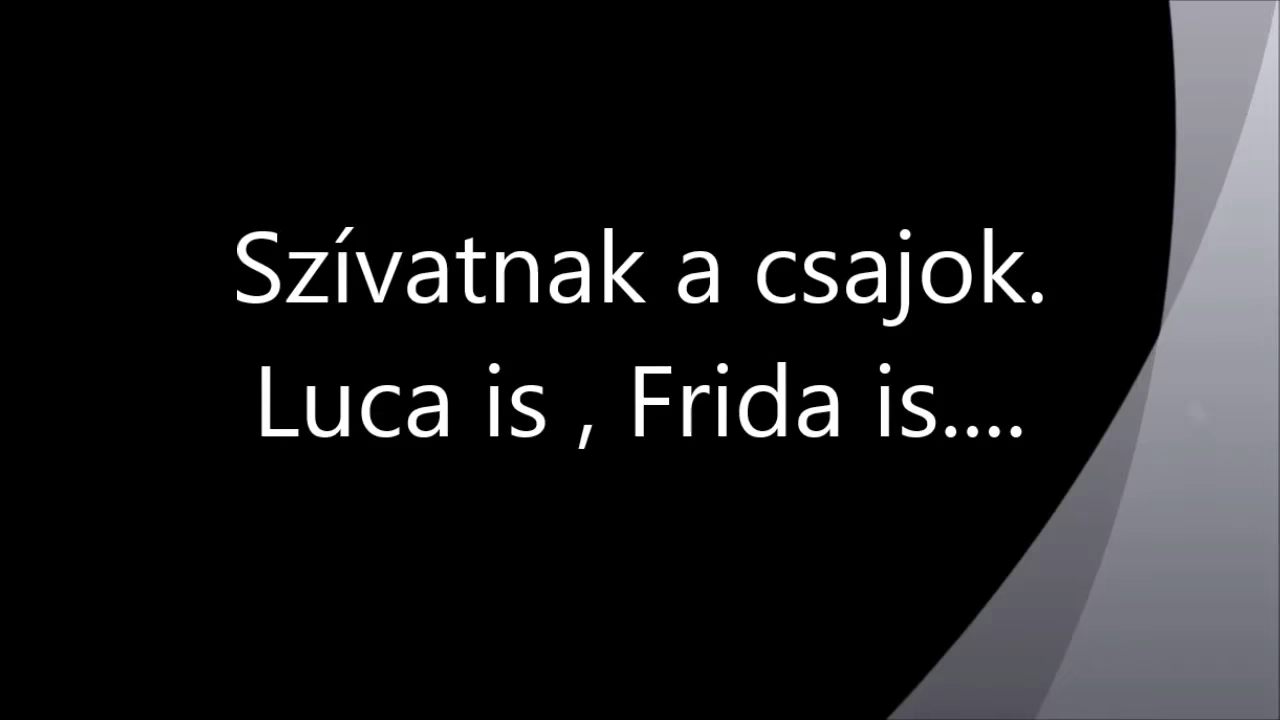 Szívatnak a csajok.
Luca is , Frida is....